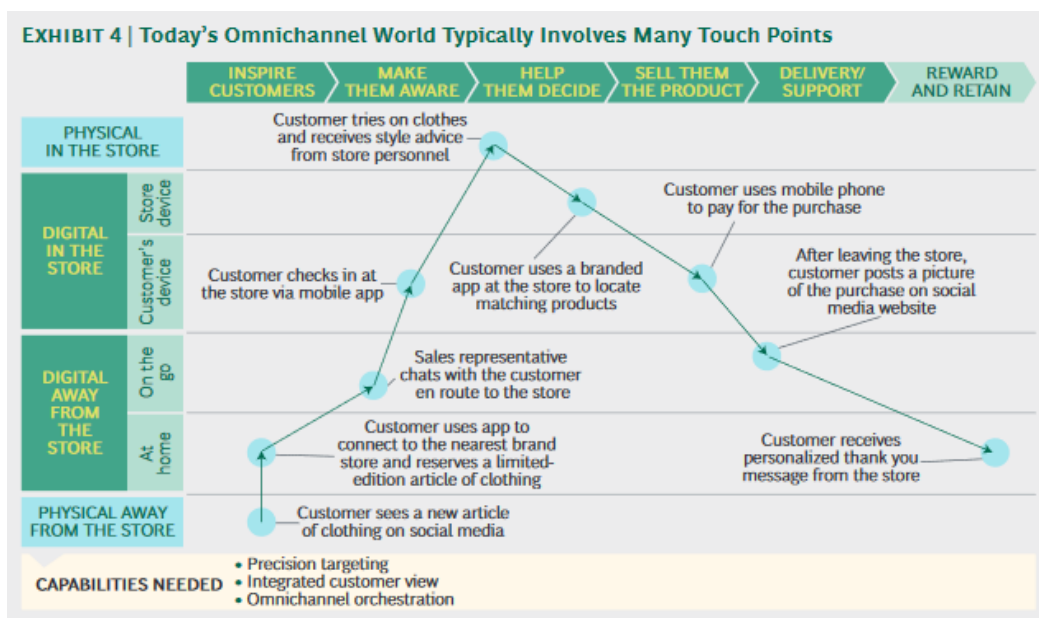 EXHIBIT 4 | Today's Omnichannel World Typically Involves Many Touch Points
INSPIRE
CUSTOMERS
MAKE
THEM AWARE
HELP
THEM DECIDE
SELL THEM
THE PRODUCT
DELIVERY/
SUPPORT
REWARD
AND RETAIN
PHYSICAL
IN THE STORE
Customer tries on clothes
and receives style advice
from store personnel
DIGITAL
IN THE
STORE
Store
device
Customer's
device
Customer uses mobile phone
to pay for the purchase
Customer checks in at
the store via mobile app
Customer uses a branded
app at the store to locate
matching products
After leaving the store,
customer posts a picture
of the purchase on social
media website
DIGITAL
AWAY
FROM
THE
STORE
On the
go
At
home
Sales representative
chats with the customer
en route to the store
Customer uses app to
connect to the nearest brand
store and reserves a limited-
edition article of clothing
Customer receives
personalized thank you
message from the store
PHYSICAL AWAY
FROM THE STORE
Customer sees a new article
of clothing on social media
CAPABILITIES NEEDED
• Precision targeting
• Integrated customer view
• Omnichannel orchestration